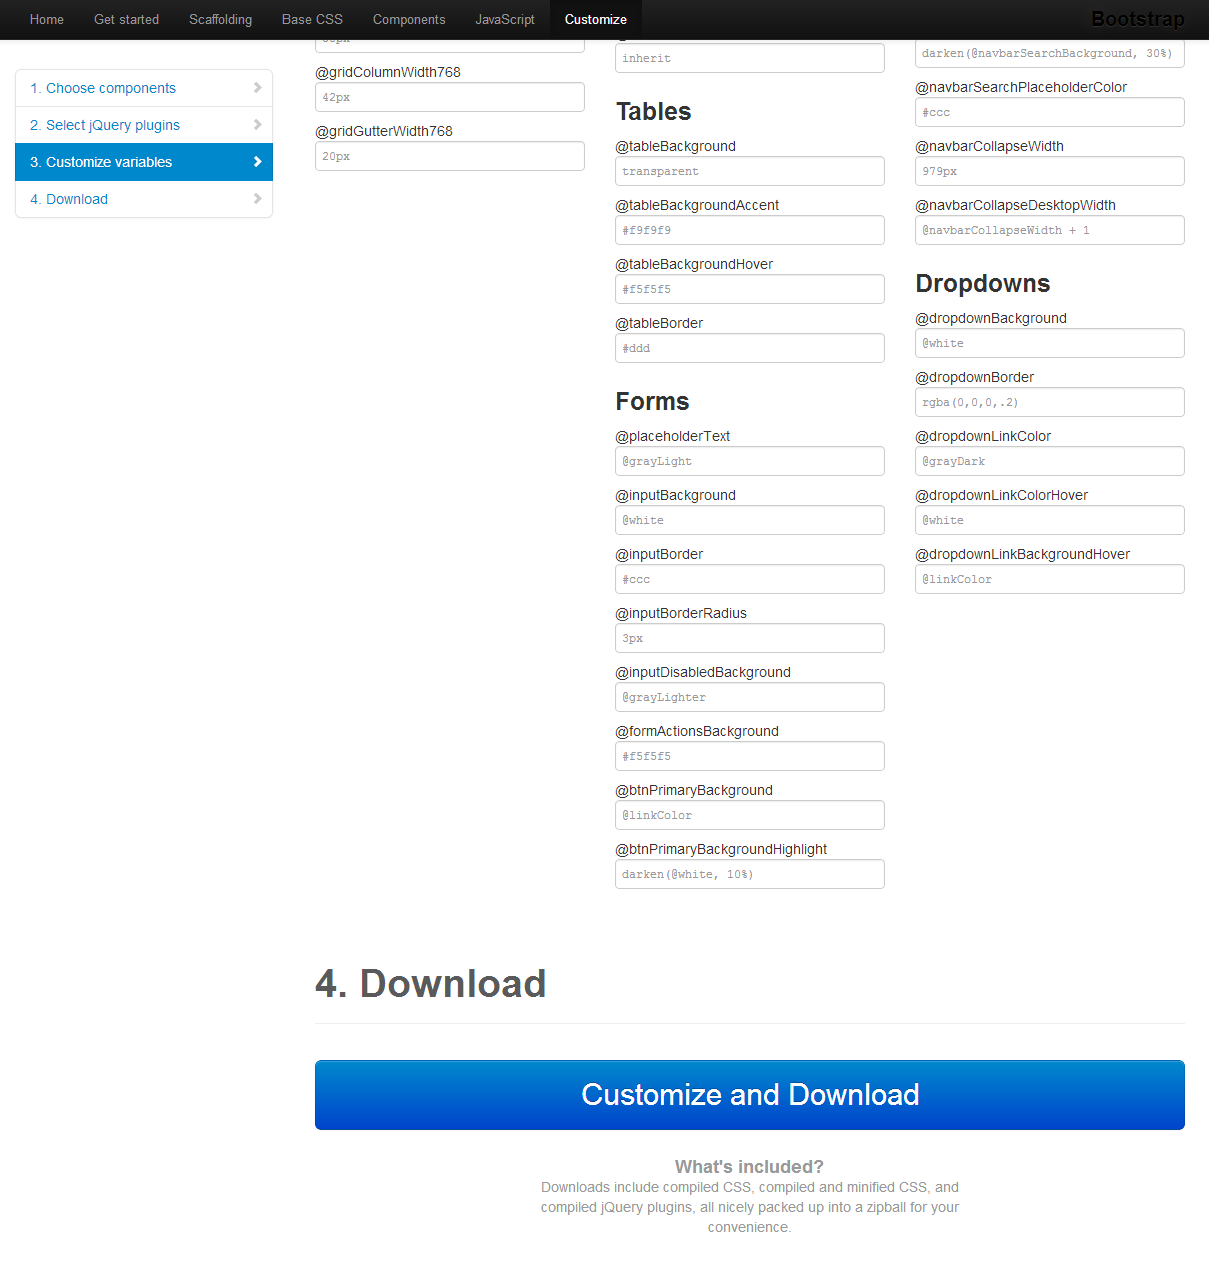 Home Get started Scaffolding Base CSS Components JavaScript Customize Bootstrap
1. Choose components
2. Select jQuery plugins
3. Customize variables
4. Download
@gridColumnWidth768
42px
@gridGutterWidth768
20px
inherit
Tables
@tableBackground
transparent
@tableBackgroundAccent
#f9f9f9
@tableBackgroundHover
#f5f5f5
@tableBorder
#ddd
Forms
@placeholderText
@grayLight
@inputBackground
@white
@inputBorder
#ccc
@inputBorderRadius
3px
@inputDisabledBackground
@grayLighter
@formActionsBackground
#f5f5f5
@btnPrimaryBackground
@linkColor
@btnPrimaryBackgroundHighlight
darken(@white, 10%)
darken(@navbarSearchBackground, 30%)
@navbarSearchPlaceholderColor
#ccc
@navbarCollapseWidth
979px
@navbarCollapseDesktopWidth
@navbarCollapseWidth + 1
Dropdowns
@dropdownBackground
@white
@dropdownBorder
rgba(0,0,0,.2)
@dropdownLinkColor
@grayDark
@dropdownLinkColorHover
@white
@dropdownLinkBackgroundHover
@linkColor
4. Download
Customize and Download
What's included?
Downloads include compiled CSS, compiled and minified CSS, and
compiled jQuery plugins, all nicely packed up into a zipball for your
convenience.